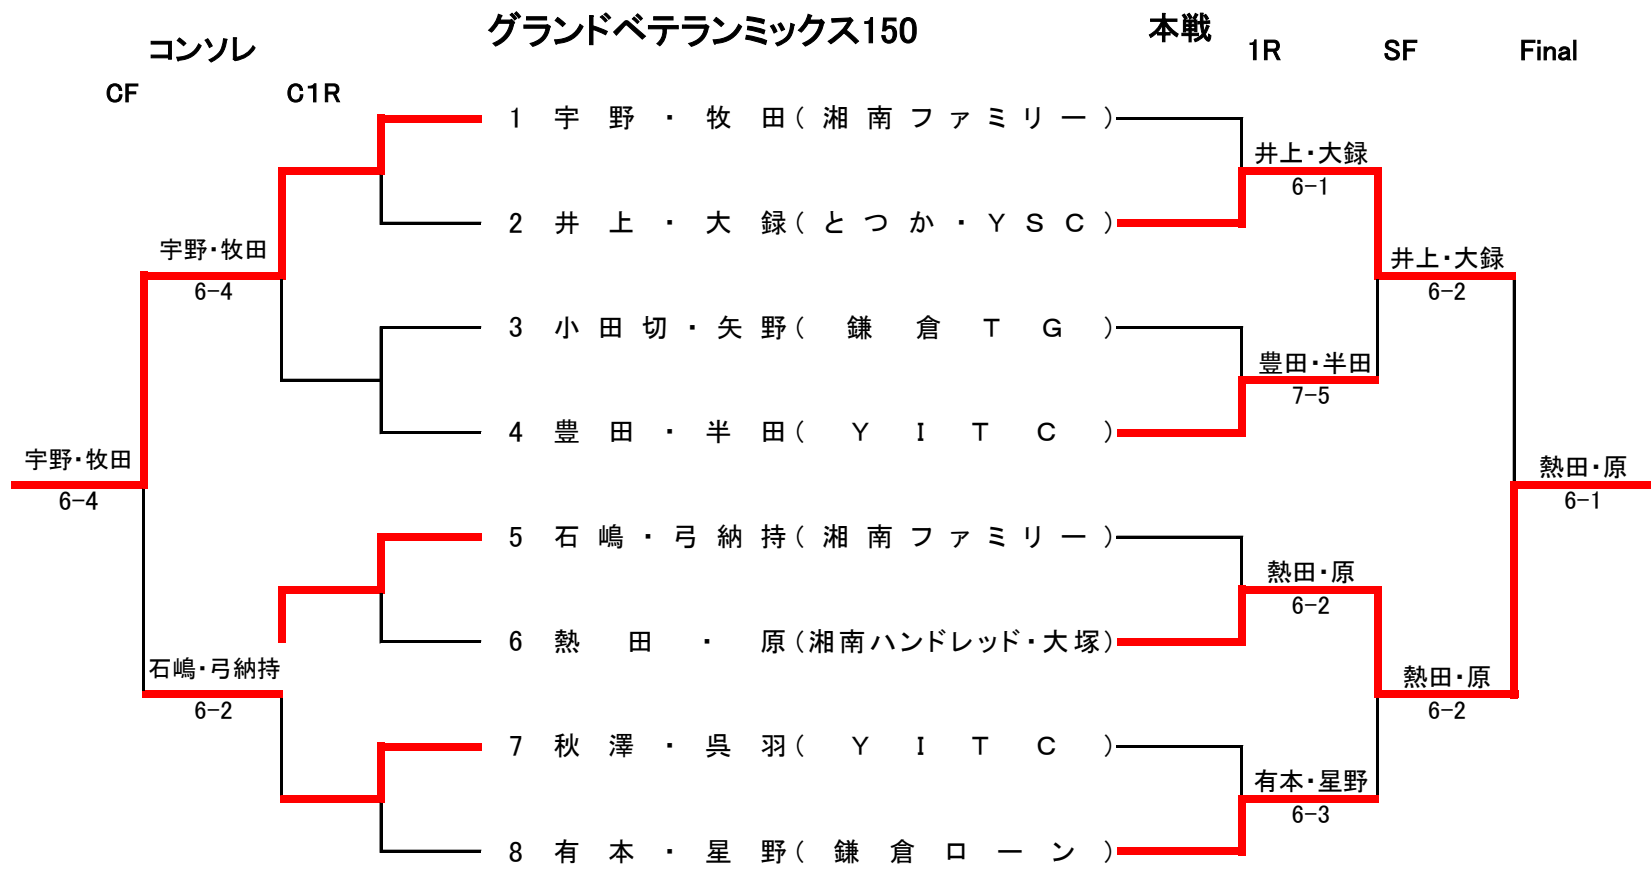 グランドベテランミックス150
本戦
コンソレ
1R
SF
Final
CF
C1R
1 宇野・牧田(湘南ファミリー)
井上・大録
6-1
2 井上・大録(とつか・YSC)
宇野・牧田
6-4
井上・大録
6-2
3 小田切・矢野(鎌倉TG)
豊田・半田
7-5
4 豊田・半田(YITC)
宇野・牧田
6-4
熱田・原
6-1
5 石嶋・弓納持(湘南ファミリー)
熱田・原
6-2
6 熱田・原(湘南ハンドレッド・大塚)
石嶋・弓納持
6-2
熱田・原
6-2
7 秋澤・呉羽(YITC)
有本・星野
6-3
8 有本・星野(鎌倉ローン)